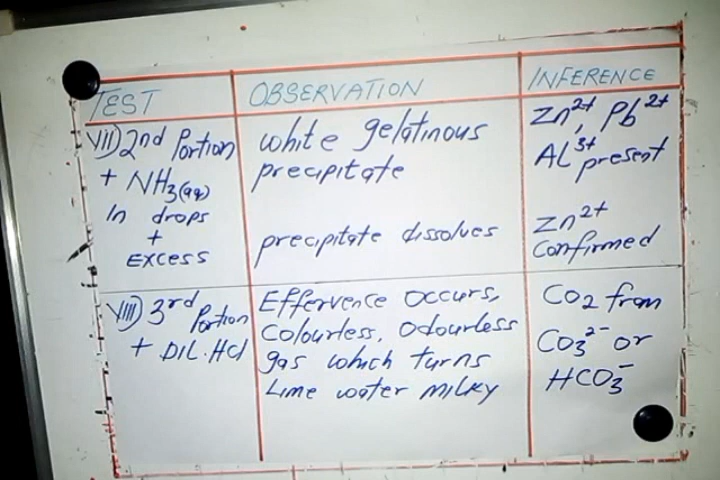 TEST OBSERVATION INFERENCE
VII) 2nd Portion
+ NH3(aq)
In drops
+
EXCESS
white gelatinous
precipitate
precipitate dissolves
Zn2+, Pb2+
AL3+ present
Zn2+
Confirmed
VIII) 3rd Portion
+ DIL. HCl
Effervence occurs,
Colourless, Odourless
gas which turns
Lime water milky
CO2 from
CO3 2- or
HCO3-